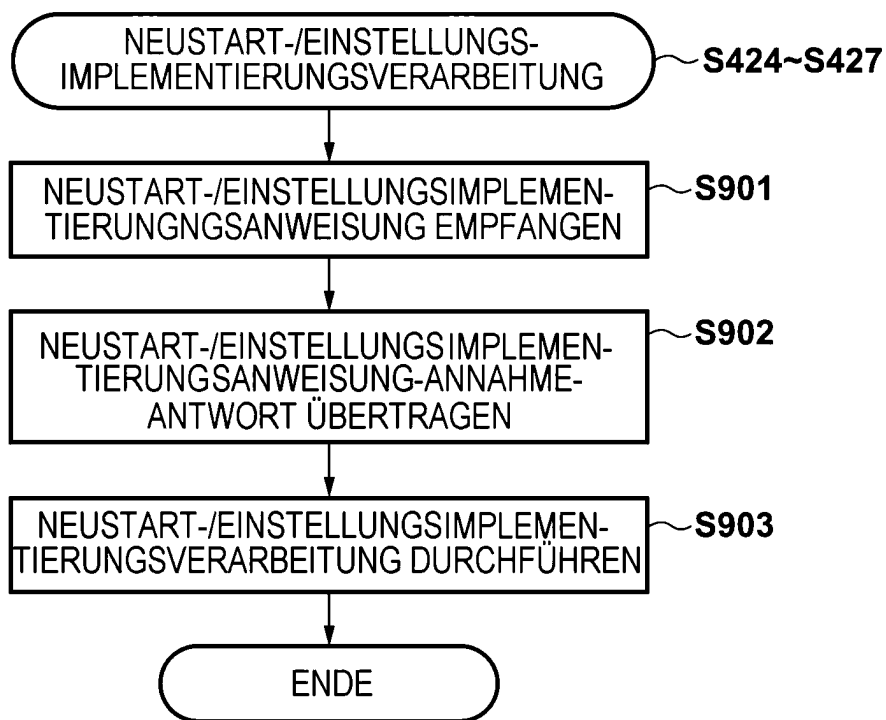 NEUSTART-/EINSTELLUNGS-
IMPLEMENTIERUNGSVERARBEITUNG
S424~S427
NEUSTART-/EINSTELLUNGSIMPLEMEN-
TIERUNGNGSANWEISUNG EMPFANGEN
S901
NEUSTART-/EINSTELLUNGSIMPLEMEN-
TIERUNGSANWEISUNG-ANNAHME-
ANTWORT ÜBERTRAGEN
S902
NEUSTART-/EINSTELLUNGSIMPLEMEN-
TIERUNGSVERARBEITUNG DURCHFÜHREN
S903
ENDE